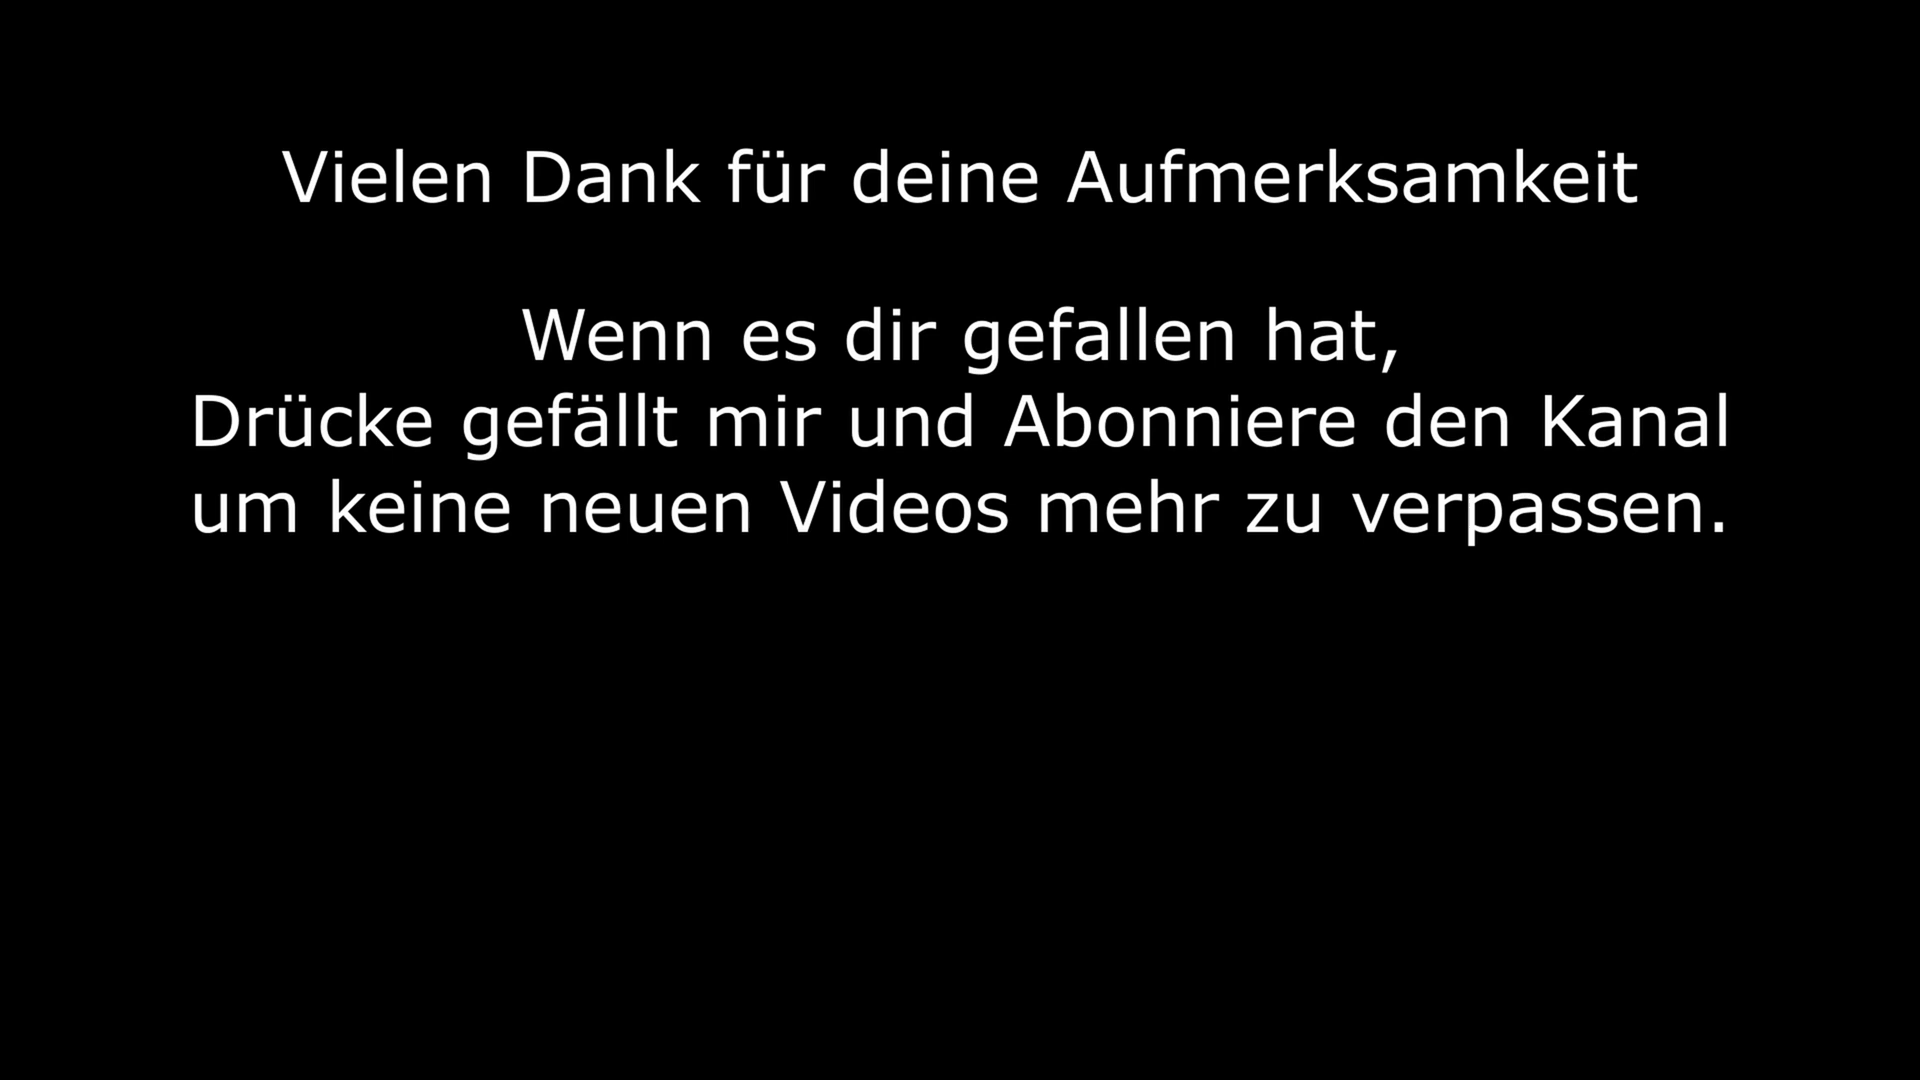 Vielen Dank für deine Aufmerksamkeit
Wenn es dir gefallen hat,
Drücke gefällt mir und Abonniere den Kanal
um keine neuen Videos mehr zu verpassen.